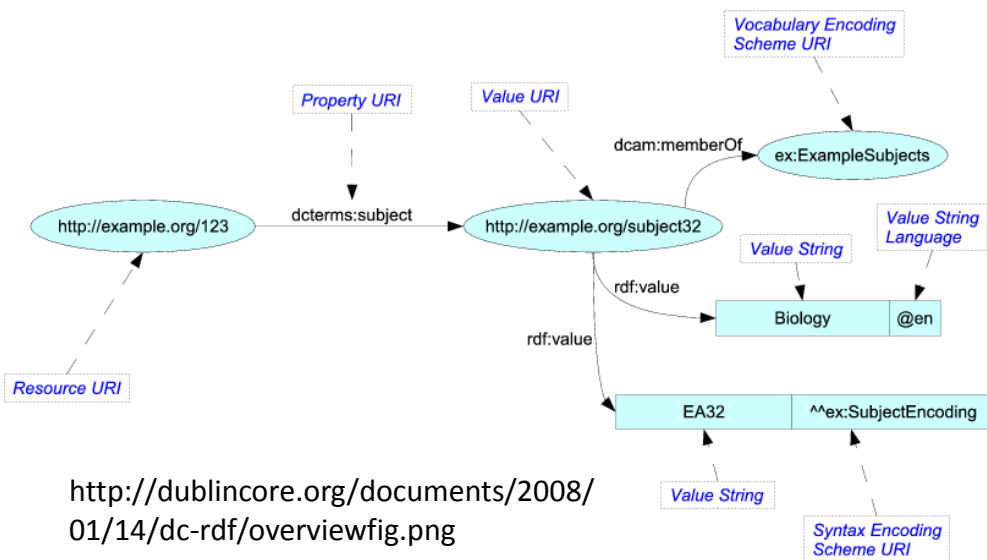 Vocabulary Encoding
Scheme URI
Property URI
Value URI
dcam:memberOf
ex:ExampleSubjects
http://example.org/123
dcterms:subject
http://example.org/subject32
Value String
Language
Value String
rdf:value
Biology
@en
rdf:value
Resource URI
EA32
^^ex:SubjectEncoding
http://dublincore.org/documents/2008/
01/14/dc-rdf/overviewfig.png
Value String
Syntax Encoding
Scheme URI